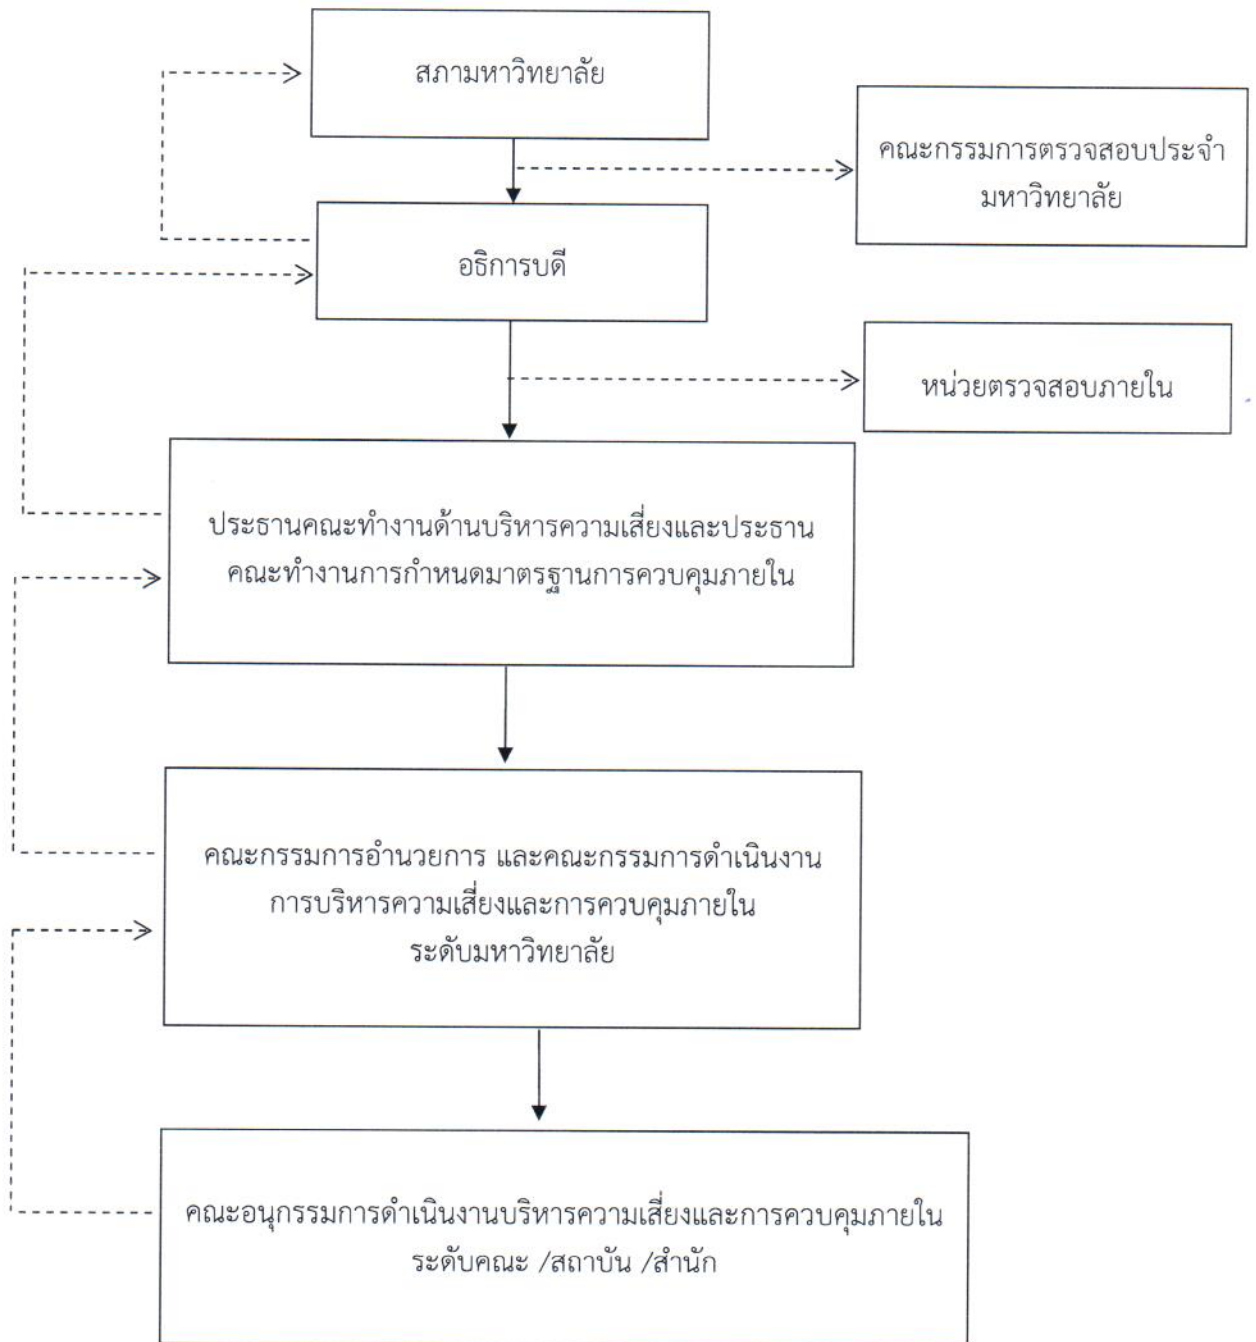 สภามหาวิทยาลัย
คณะกรรมการตรวจสอบประจำ
มหาวิทยาลัย
อธิการบดี
หน่วยตรวจสอบภายใน
ประธานคณะทำงานด้านบริหารความเสี่ยงและประธาน
คณะทำงานการกำหนดมาตรฐานการควบคุมภายใน
คณะกรรมการอำนวยการ และคณะกรรมการดำเนินงาน
การบริหารความเสี่ยงและการควบคุมภายใน
ระดับมหาวิทยาลัย
คณะอนุกรรมการดำเนินงานบริหารความเสี่ยงและการควบคุมภายใน
ระดับคณะ /สถาบัน /สำนัก